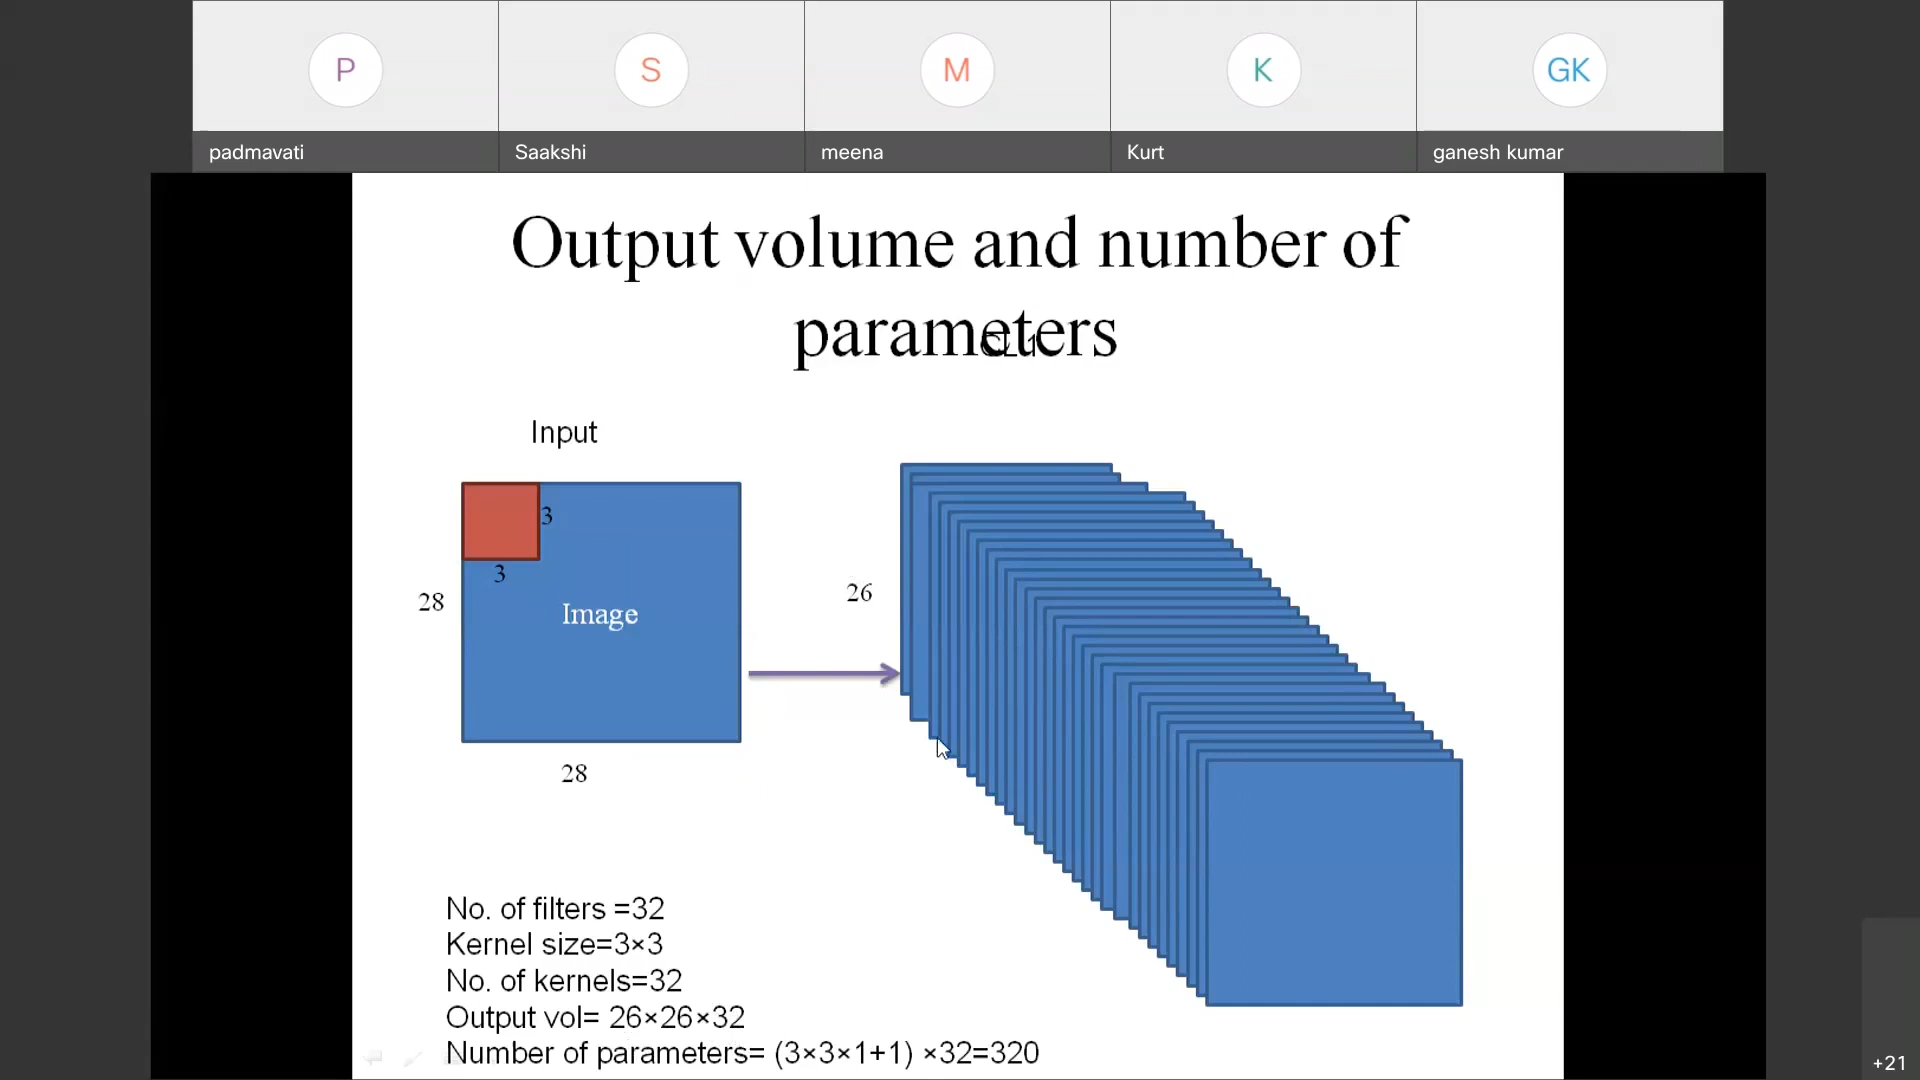 P
S
M
K
GK
padmavati
Saakshi
meena
Kurt
ganesh kumar
Output volume and number of
parameters
CL1
Input
3
3
28
Image
26
28
No. of filters =32
Kernel size=3×3
No. of kernels=32
Output vol= 26×26×32
Number of parameters= (3×3×1+1) ×32=320
+21